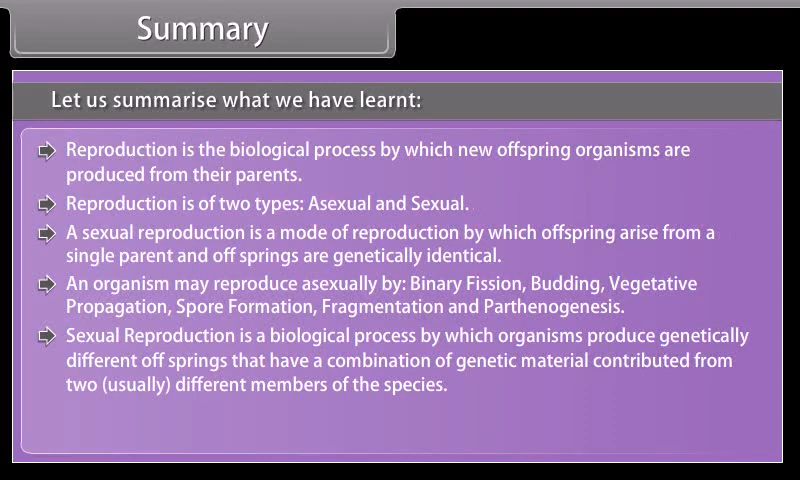 Summary
Let us summarise what we have learnt:
Reproduction is the biological process by which new offspring organisms are
produced from their parents.
Reproduction is of two types: Asexual and Sexual.
A sexual reproduction is a mode of reproduction by which offspring arise from a
single parent and off springs are genetically identical.
An organism may reproduce asexually by: Binary Fission, Budding, Vegetative
Propagation, Spore Formation, Fragmentation and Parthenogenesis.
Sexual Reproduction is a biological process by which organisms produce genetically
different off springs that have a combination of genetic material contributed from
two (usually) different members of the species.